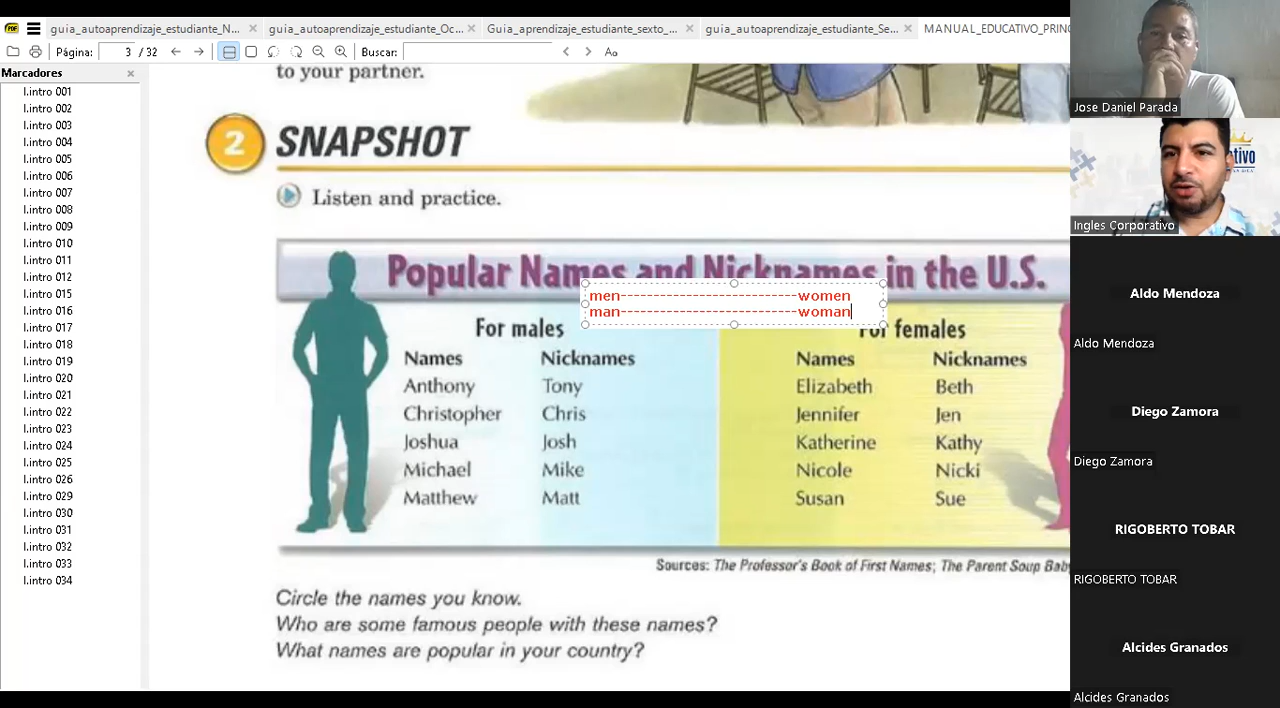 guia_autoaprendizaje_estudiante_N...
guia_autoaprendizaje_estudiante_Oc...
Guia_aprendizaje_estudiante_sexto_...
guia_autoaprendizaje_estudiante_Se...
MANUAL_EDUCATIVO_PRINC
Página: 3 / 32
Buscar:
Aa
Marcadores
I.intro 001
I.intro 002
I.intro 003
I.intro 004
I.intro 005
I.intro 006
I.intro 007
I.intro 008
I.intro 009
I.intro 010
I.intro 011
I.intro 012
I.intro 015
I.intro 016
I.intro 017
I.intro 018
I.intro 019
I.intro 020
I.intro 021
I.intro 022
I.intro 023
I.intro 024
I.intro 025
I.intro 026
I.intro 029
I.intro 030
I.intro 031
I.intro 032
I.intro 033
I.intro 034
to your partner.
2 SNAPSHOT
Listen and practice.
Popular Names and Nicknames in the U.S.
men-------------------------women
man-------------------------woman
For males
For females
Names Nicknames Names Nicknames
Anthony Tony Elizabeth Beth
Christopher Chris Jennifer Jen
Joshua Josh Katherine Kathy
Michael Mike Nicole Nicki
Matthew Matt Susan Sue
Sources: The Professor's Book of First Names; The Parent Soup Bab
Circle the names you know.
Who are some famous people with these names?
What names are popular in your country?
Jose Daniel Parada
Ingles Corporativo
Aldo Mendoza
Aldo Mendoza
Diego Zamora
Diego Zamora
RIGOBERTO TOBAR
RIGOBERTO TOBAR
Alcides Granados
Alcides Granados